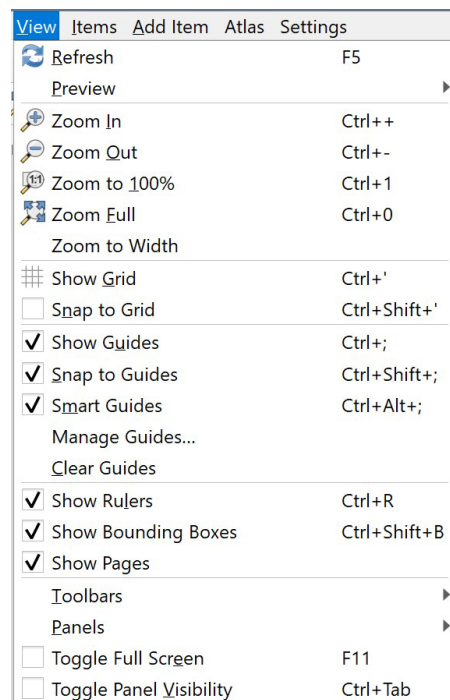 View Items Add Item Atlas Settings
Refresh F5
Preview
Zoom In Ctrl++
Zoom Out Ctrl+-
1:1 Zoom to 100% Ctrl+1
Zoom Full Ctrl+0
Zoom to Width
Show Grid Ctrl+'
Snap to Grid Ctrl+Shift+'
Show Guides Ctrl+;
Snap to Guides Ctrl+Shift+;
Smart Guides Ctrl+Alt+;
Manage Guides...
Clear Guides
Show Rulers Ctrl+R
Show Bounding Boxes Ctrl+Shift+B
Show Pages
Toolbars
Panels
Toggle Full Screen F11
Toggle Panel Visibility Ctrl+Tab